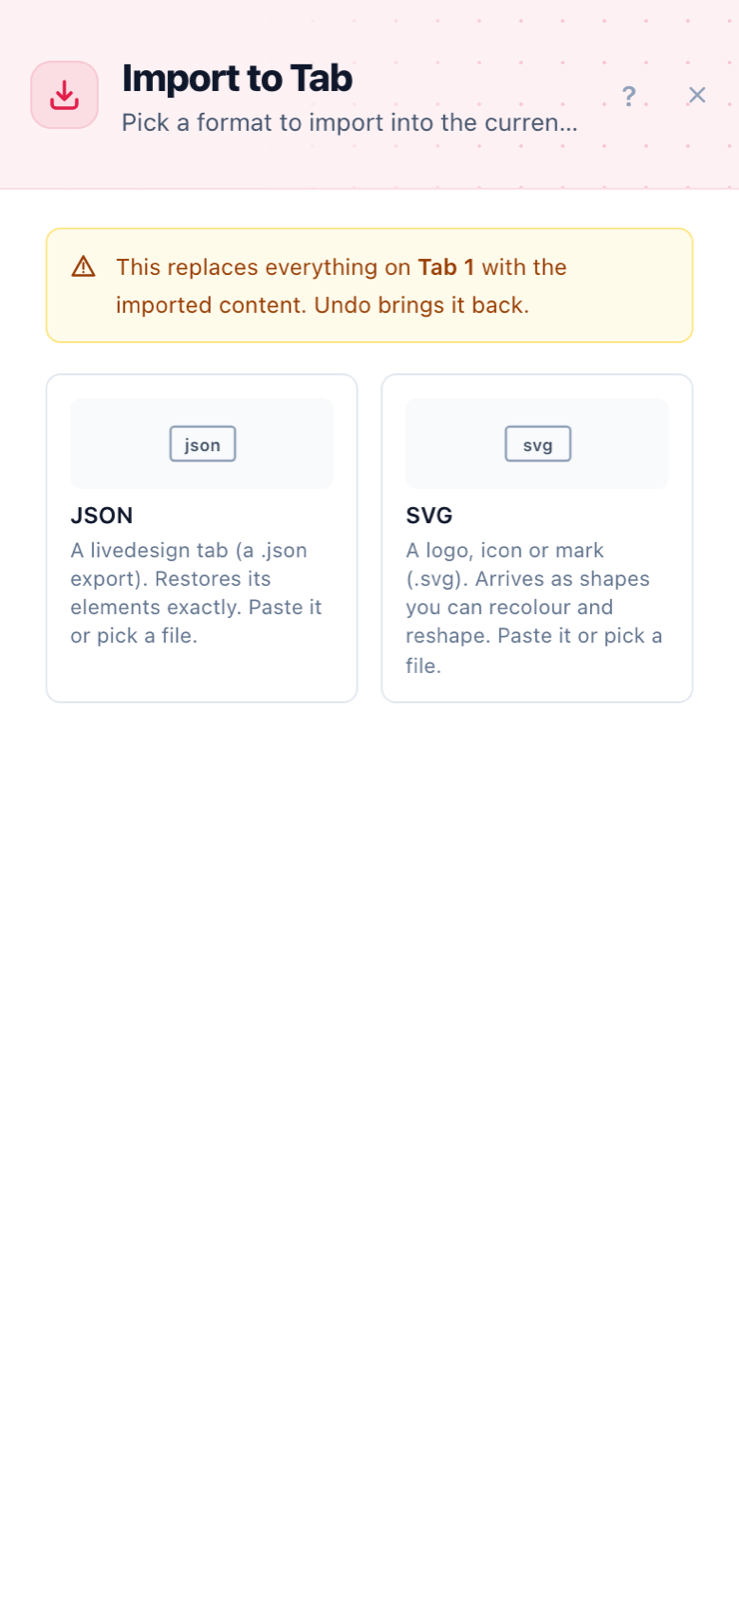 Import to Tab
Pick a format to import into the curren...
?
This replaces everything on Tab 1 with the
imported content. Undo brings it back.
json
JSON
A livedesign tab (a .json
export). Restores its
elements exactly. Paste it
or pick a file.
svg
SVG
A logo, icon or mark
(.svg). Arrives as shapes
you can recolour and
reshape. Paste it or pick a
file.